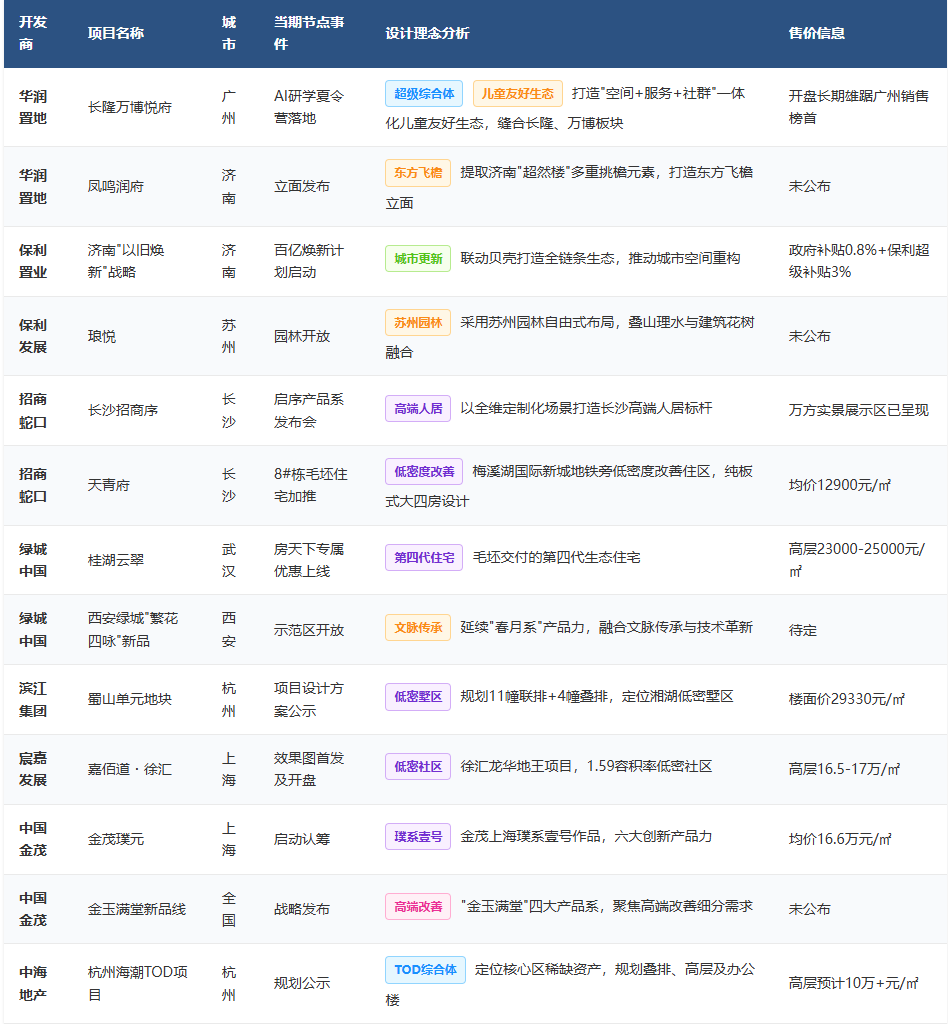 开发商 项目名称 城市 当期节点事件 设计理念分析 售价信息
华润置地 长隆万博悦府 广州 AI研学夏令营落地 超级综合体 儿童友好生态 打造"空间+服务+社群"一体化儿童友好生态，缝合长隆、万博板块 开盘长期雄踞广州销售榜首
华润置地 凤鸣润府 济南 立面发布 东方飞檐 提取济南"超然楼"多重挑檐元素，打造东方飞檐立面 未公布
保利置业 济南"以旧焕新"战略 济南 百亿焕新计划启动 城市更新 联动贝壳打造全链条生态，推动城市空间重构 政府补贴0.8%+保利超级补贴3%
保利发展 琅悦 苏州 园林开放 苏州园林 采用苏州园林自由式布局，叠山理水与建筑花树融合 未公布
招商蛇口 长沙招商序 长沙 启序产品系发布会 高端人居 以全维定制化场景打造长沙高端人居标杆 万方实景展示区已呈现
招商蛇口 天青府 长沙 8#栋毛坯住宅加推 低密度改善 梅溪湖国际新城地铁旁低密度改善住区，纯板式大四房设计 均价12900元/㎡
绿城中国 桂湖云翠 武汉 房天下专属优惠上线 第四代住宅 毛坯交付的第四代生态住宅 高层23000-25000元/㎡
绿城中国 西安绿城"繁花四咏"新品 西安 示范区开放 文脉传承 延续"春月系"产品力，融合文脉传承与技术革新 待定
滨江集团 蜀山单元地块 杭州 项目设计方案公示 低密墅区 规划11幢联排+4幢叠排，定位湘湖低密墅区 楼面价29330元/㎡
宸嘉发展 嘉佰道·徐汇 上海 效果图首发及开盘 低密社区 徐汇龙华地王项目，1.59容积率低密社区 高层16.5-17万/㎡
中国金茂 金茂璞元 上海 启动认筹 璞系壹号 金茂上海璞系壹号作品，六大创新产品力 均价16.6万元/㎡
中国金茂 金玉满堂新品线 全国 战略发布 高端改善 "金玉满堂"四大产品系，聚焦高端改善细分需求 未公布
中海地产 杭州海潮TOD项目 杭州 规划公示 TOD综合体 定位核心区稀缺资产，规划叠排、高层及办公楼 高层预计10万+元/㎡